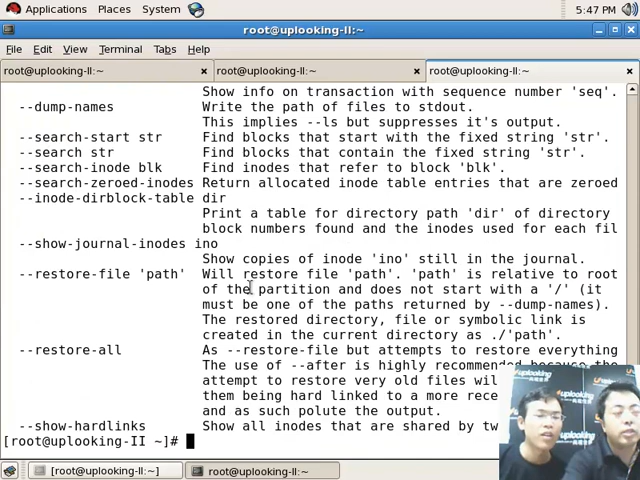 Applications Places System 5:47 PM
root@uplooking-II:~
File Edit View Terminal Tabs Help
root@uplooking-II:~ root@uplooking-II:~ root@uplooking-II:~
Show info on transaction with sequence number 'seq'.
--dump-names Write the path of files to stdout.
This implies --ls but suppresses it's output.
--search-start str Find blocks that start with the fixed string 'str'.
--search str Find blocks that contain the fixed string 'str'.
--search-inode blk Find inodes that refer to block 'blk'.
--search-zeroed-inodes Return allocated inode table entries that are zeroed
--inode-dirblock-table dir
Print a table for directory path 'dir' of directory
block numbers found and the inodes used for each fil
--show-journal-inodes ino
Show copies of inode 'ino' still in the journal.
--restore-file 'path' Will restore file 'path'. 'path' is relative to root
of the partition and does not start with a '/' (it
must be one of the paths returned by --dump-names).
The restored directory, file or symbolic link is
created in the current directory as ./'path'.
--restore-all As --restore-file but attempts to restore everything
The use of --after is highly recommended because the
attempt to restore very old files will
them being hard linked to a more rece
and as such polute the output.
--show-hardlinks Show all inodes that are shared by tw
[root@uplooking-II ~]#
[root@uplooking-II:~] root@uplooking-II:~